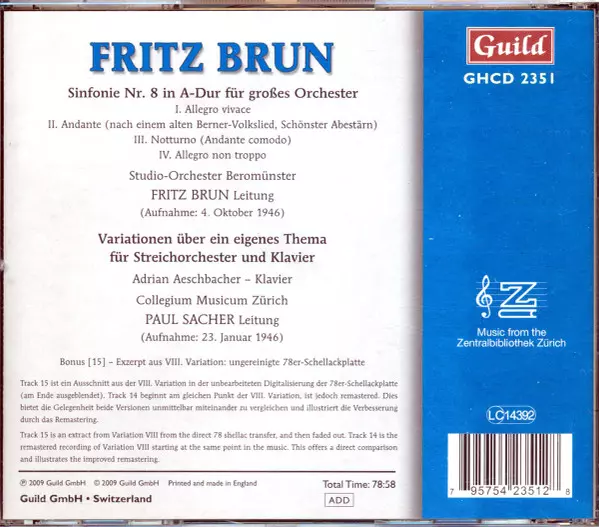 FRITZ BRUN
Sinfonie Nr. 8 in A-Dur für großes Orchester
I. Allegro vivace
II. Andante (nach einem alten Berner-Volkslied, Schönster Abestärn)
III. Notturno (Andante comodo)
IV. Allegro non troppo
Studio-Orchester Beromünster
FRITZ BRUN Leitung
(Aufnahme: 4. Oktober 1946)
Variationen über ein eigenes Thema
für Streichorchester und Klavier
Adrian Aeschbacher – Klavier
Collegium Musicum Zürich
PAUL SACHER Leitung
(Aufnahme: 23. Januar 1946)
Bonus [15] – Exzerpt aus VIII. Variation: ungereinigte 78er-Schellackplatte
Track 15 ist ein Ausschnitt aus der VIII. Variation in der unbearbeiteten Digitalisierung der 78er-Schellackplatte
(am Ende ausgeblendet). Track 14 beginnt am gleichen Punkt der VIII. Variation, ist jedoch remastered. Dies
bietet die Gelegenheit beide Versionen unmittelbar miteinander zu vergleichen und illustriert die Verbesserung
durch das Remastering.
Track 15 is an extract from Variation VIII from the direct 78 shellac transfer, and then faded out. Track 14 is the
remastered recording of Variation VIII starting at the same point in the music. This offers a direct comparison
and illustrates the improved remastering.
℗ 2009 Guild GmbH © 2009 Guild GmbH Printed and made in England
Guild GmbH • Switzerland
Total Time: 78:58
ADD
Guild
GHCD 2351
Z
Music from the
Zentralbibliothek Zürich
LC14392
7 95754 23512 8